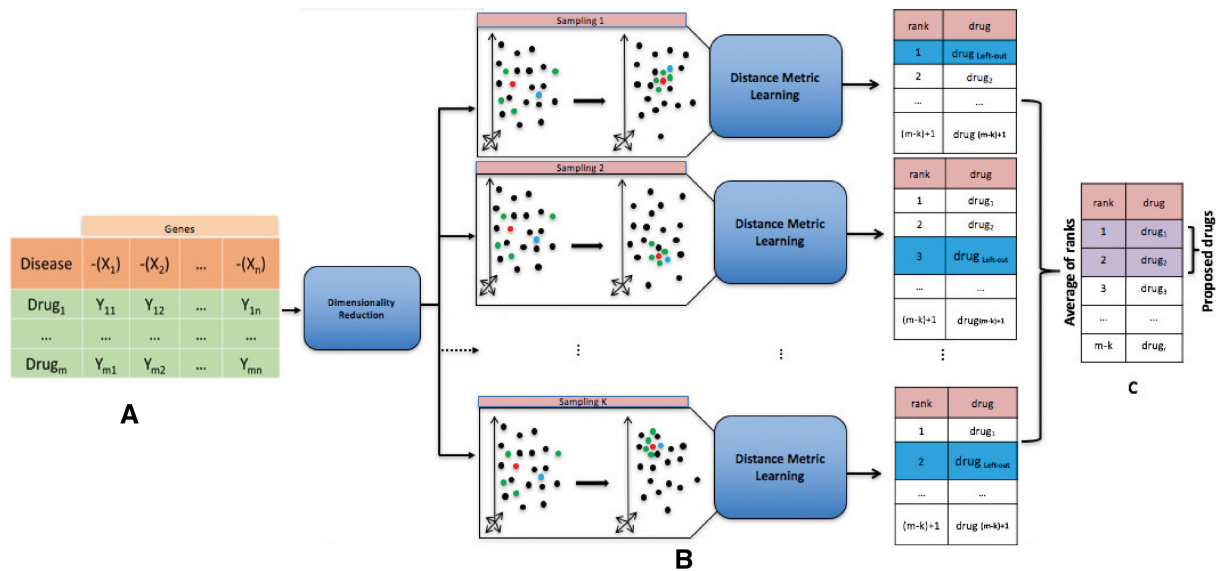 Genes
Disease -(X1) -(X2) ... -(Xn)
Drug1 Y11 Y12 ... Y1n
... ... ... ... ...
Drugm Ym1 Ym2 ... Ymn
A
Dimensionality
Reduction
Sampling 1
Distance Metric
Learning
rank drug
1 drug Left-out
2 drug2
... ...
(m-k)+1 drug (m-k)+1
Sampling 2
Distance Metric
Learning
rank drug
1 drug1
2 drug2
3 drug Left-out
... ...
(m-k)+1 drug(m-k)+1
Sampling K
Distance Metric
Learning
rank drug
1 drug1
2 drug Left-out
... ...
(m-k)+1 drug (m-k)+1
B
Average of ranks
rank drug
1 drug1
2 drug2
3 drug3
... ...
m-k drugr
Proposed drugs
C